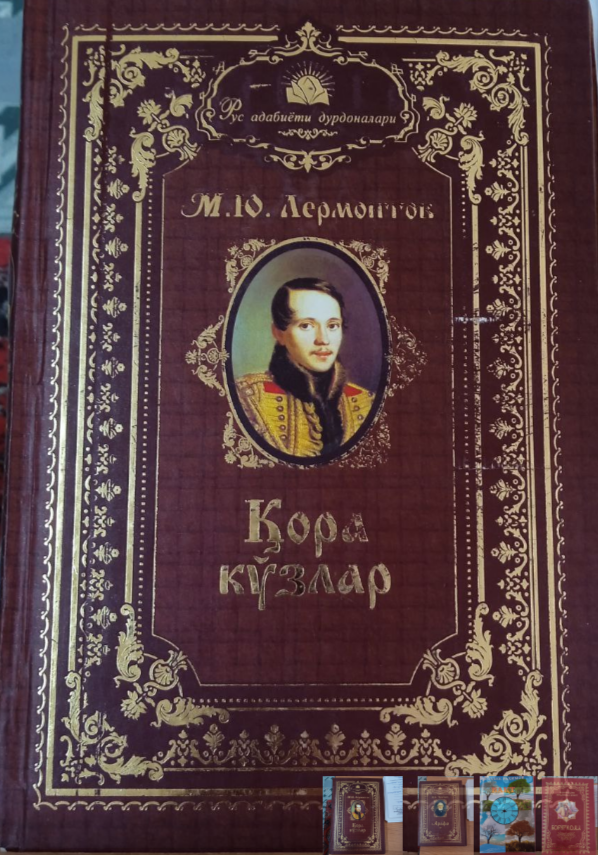 Рус адабиёти дурдоналари
М.Ю. Лермонтов
Қора
кўзлар